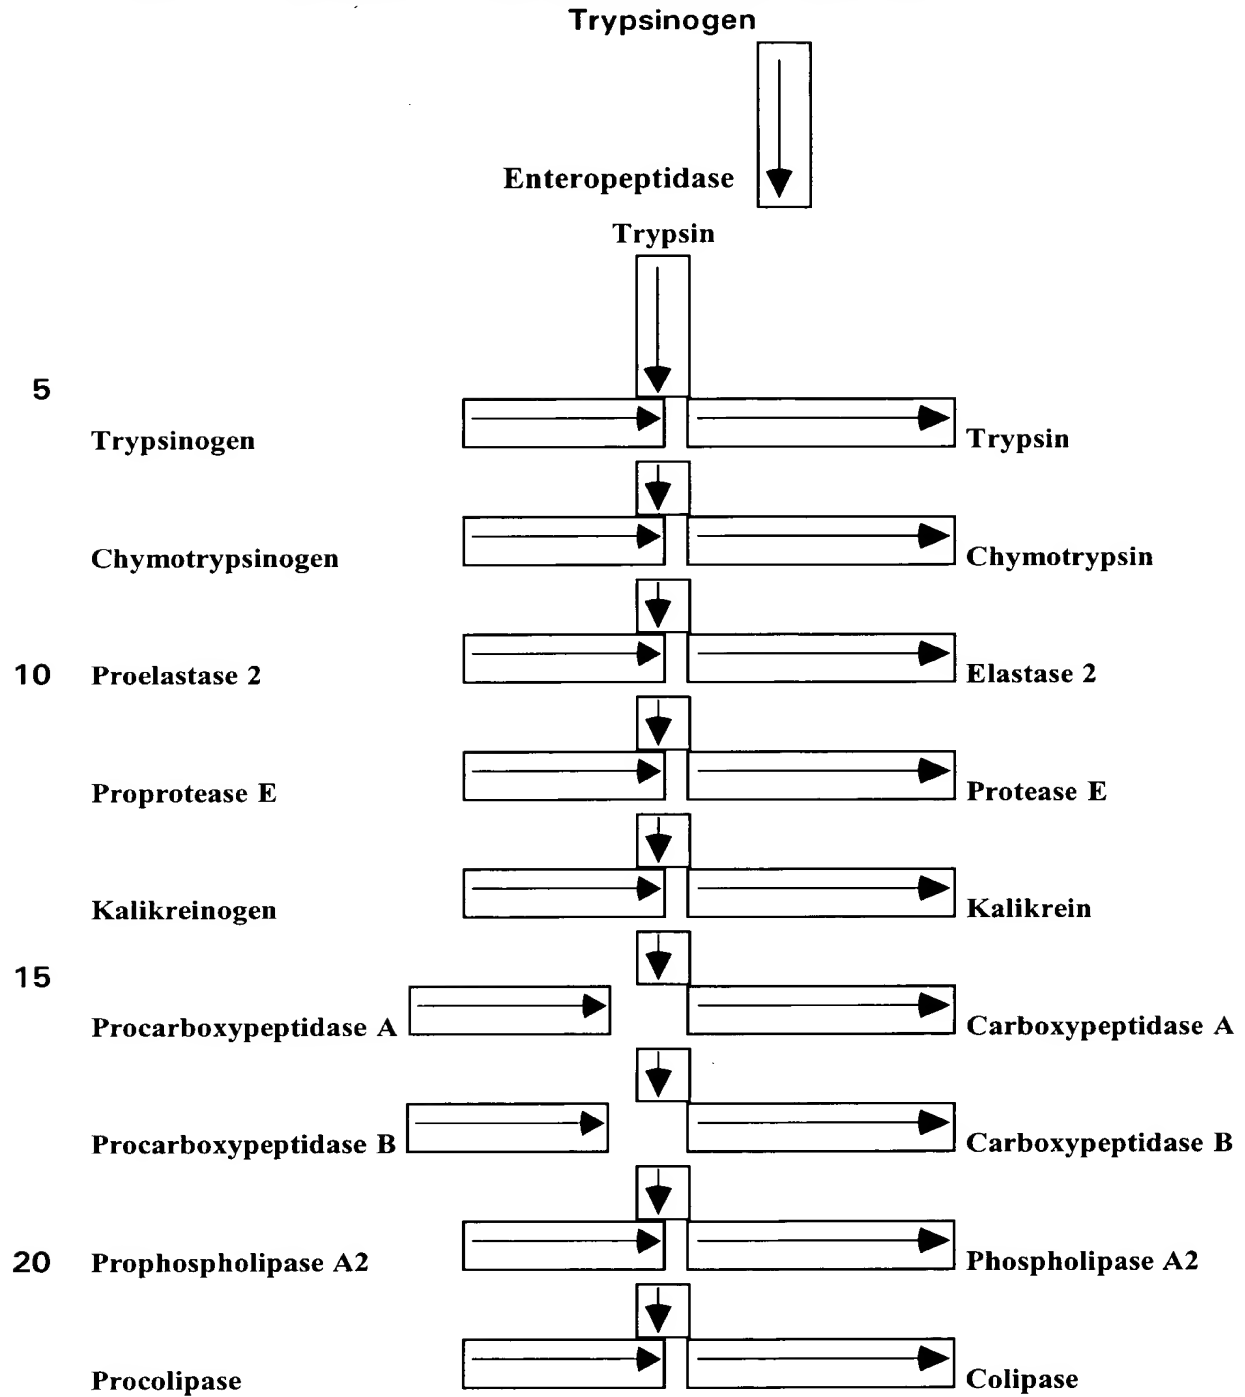 Trypsinogen
Enteropeptidase
Trypsin
5
Trypsinogen Trypsin
Chymotrypsinogen Chymotrypsin
10 Proelastase 2 Elastase 2
Proprotease E Protease E
Kalikreinogen Kalikrein
15
Procarboxypeptidase A Carboxypeptidase A
Procarboxypeptidase B Carboxypeptidase B
20 Prophospholipase A2 Phospholipase A2
Procolipase Colipase